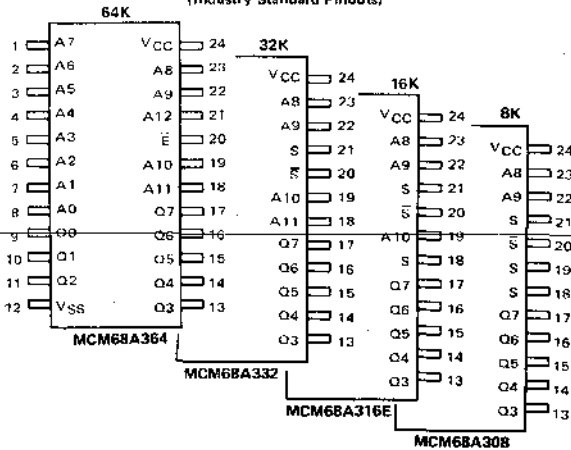 (Industry Standard Pinouts)
64K
1 A7 VCC 24
2 A6 A8 23
3 A5 A9 22
4 A4 A12 21
5 A3 E̅ 20
6 A2 A10 19
7 A1 A11 18
8 A0 Q7 17
9 Q0 Q6 16
10 Q1 Q5 15
11 Q2 Q4 14
12 VSS Q3 13
MCM68A364
32K
VCC 24
A8 23
A9 22
S 21
S̅ 20
A10 19
A11 18
Q7 17
Q6 16
Q5 15
Q4 14
Q3 13
MCM68A332
16K
VCC 24
A8 23
A9 22
S 21
S̅ 20
A10 19
S 18
Q7 17
Q6 16
Q5 15
Q4 14
Q3 13
MCM68A316E
8K
VCC 24
A8 23
A9 22
S 21
S̅ 20
S 19
S 18
Q7 17
Q6 16
Q5 15
Q4 14
Q3 13
MCM68A308